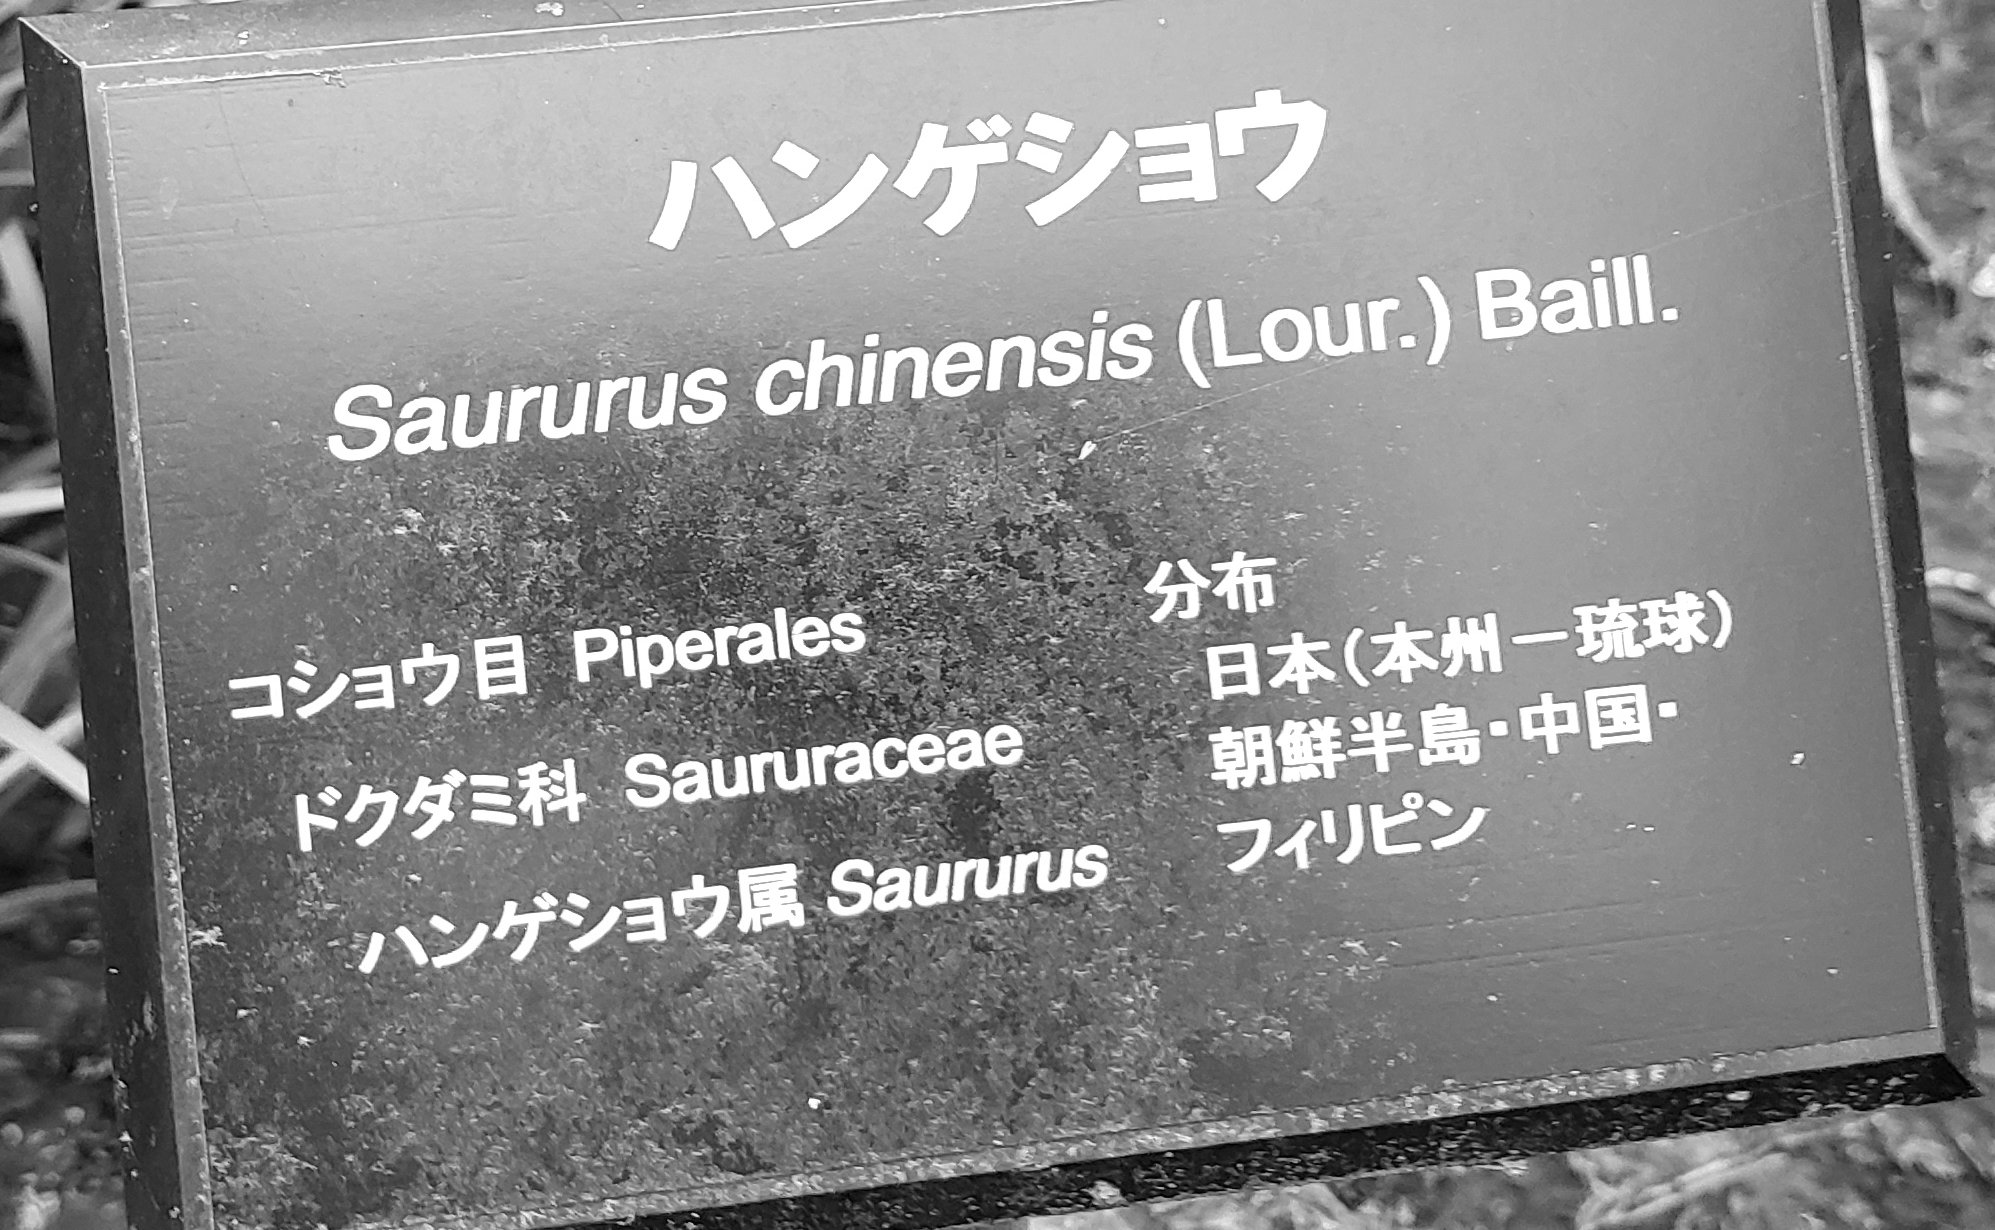 ハンゲショウ
Saururus chinensis (Lour.) Baill.
コショウ目 Piperales
ドクダミ科 Saururaceae
ハンゲショウ属 Saururus
分布
日本(本州－琉球)
朝鮮半島・中国・
フィリピン